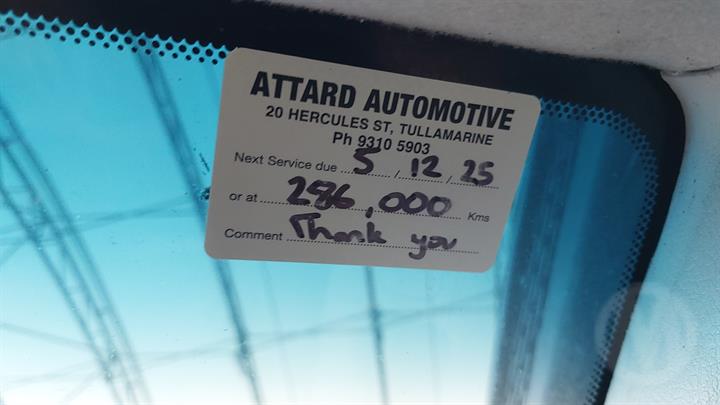 ATTARD AUTOMOTIVE
20 HERCULES ST, TULLAMARINE
Ph 9310 5903
Next Service due 5 / 12 / 25
or at 286,000 Kms
Comment Thank you